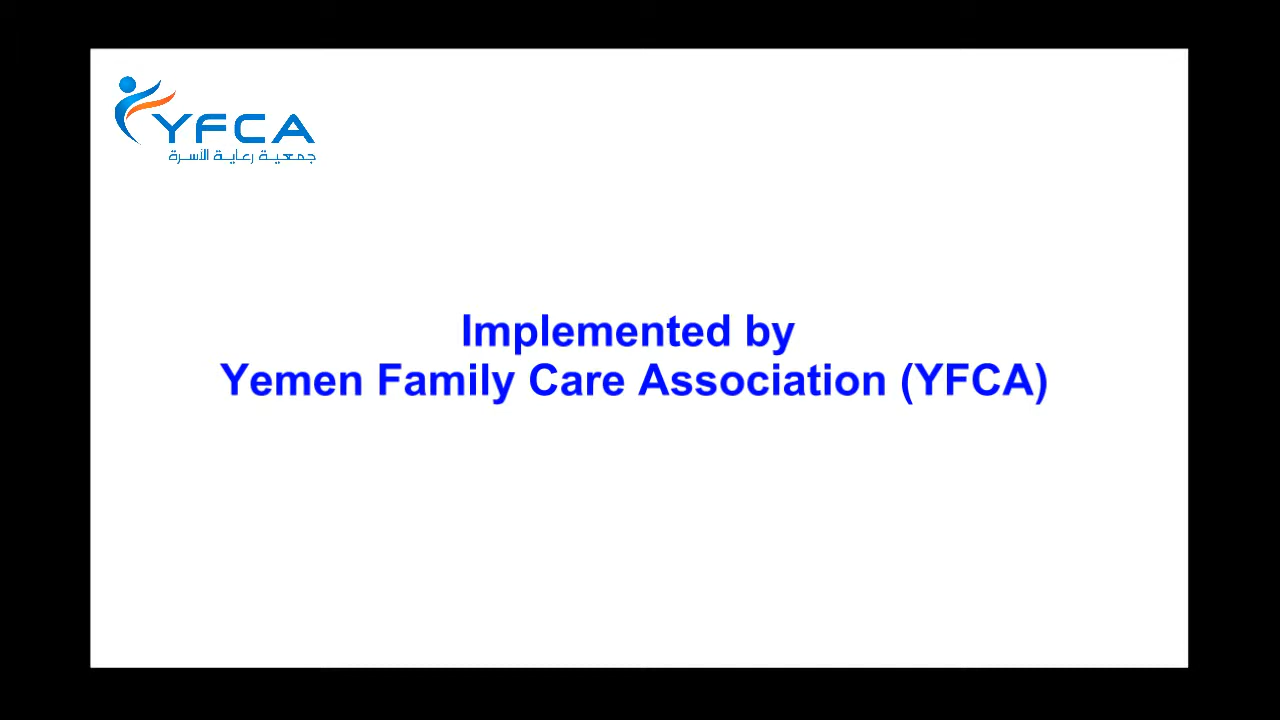 YFCA
جمعية رعاية الأسرة
Implemented by
Yemen Family Care Association (YFCA)